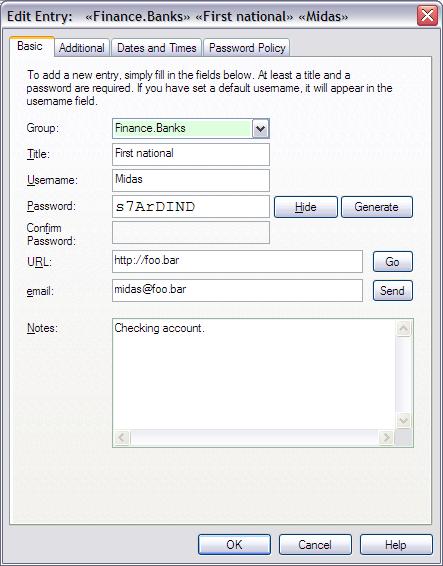 Edit Entry: «Finance.Banks» «First national» «Midas»
Basic Additional Dates and Times Password Policy
To add a new entry, simply fill in the fields below. At least a title and a
password are required. If you have set a default username, it will appear in the
username field.
Group: Finance.Banks
Title: First national
Username: Midas
Password: s7ArDIND Hide Generate
Confirm
Password:
URL: http://foo.bar Go
email: midas@foo.bar Send
Notes: Checking account.
OK Cancel Help